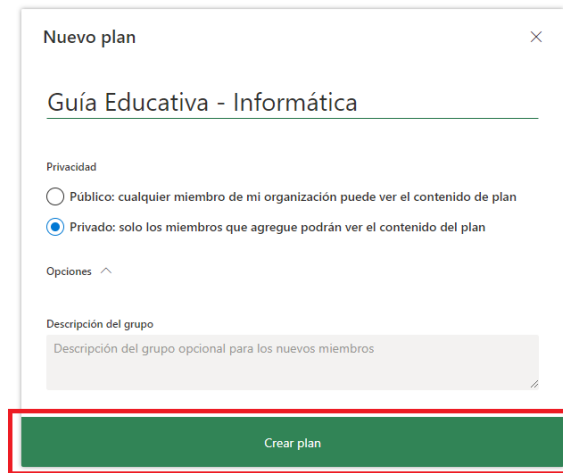 Nuevo plan
Guía Educativa - Informática
Privacidad
Público: cualquier miembro de mi organización puede ver el contenido de plan
Privado: solo los miembros que agregue podrán ver el contenido del plan
Opciones
Descripción del grupo
Descripción del grupo opcional para los nuevos miembros
Crear plan